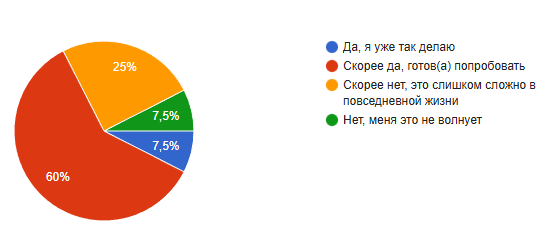 25%
7,5%
7,5%
60%
Да, я уже так делаю
Скорее да, готов(а) попробовать
Скорее нет, это слишком сложно в
повседневной жизни
Нет, меня это не волнует